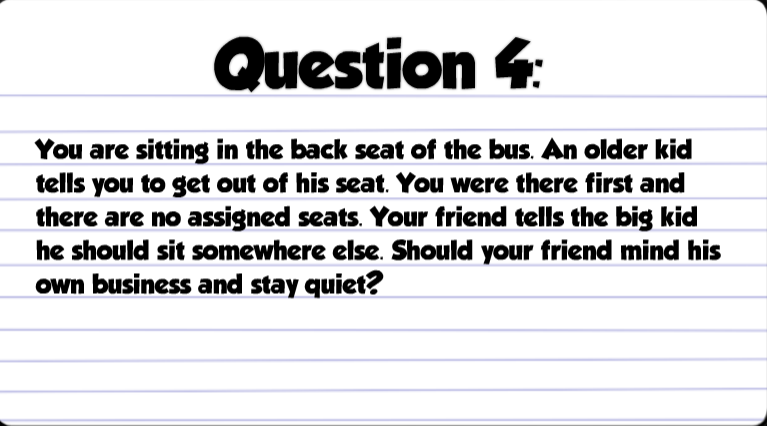 Question 4:
You are sitting in the back seat of the bus. An older kid
tells you to get out of his seat. You were there first and
there are no assigned seats. Your friend tells the big kid
he should sit somewhere else. Should your friend mind his
own business and stay quiet?